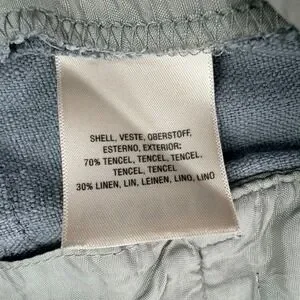 SHELL, VESTE, OBERSTOFF,
ESTERNO, EXTERIOR;
70% TENCEL, TENCEL, TENCEL,
TENCEL, TENCEL
30% LINEN, LIN, LEINEN, LINO, LINO